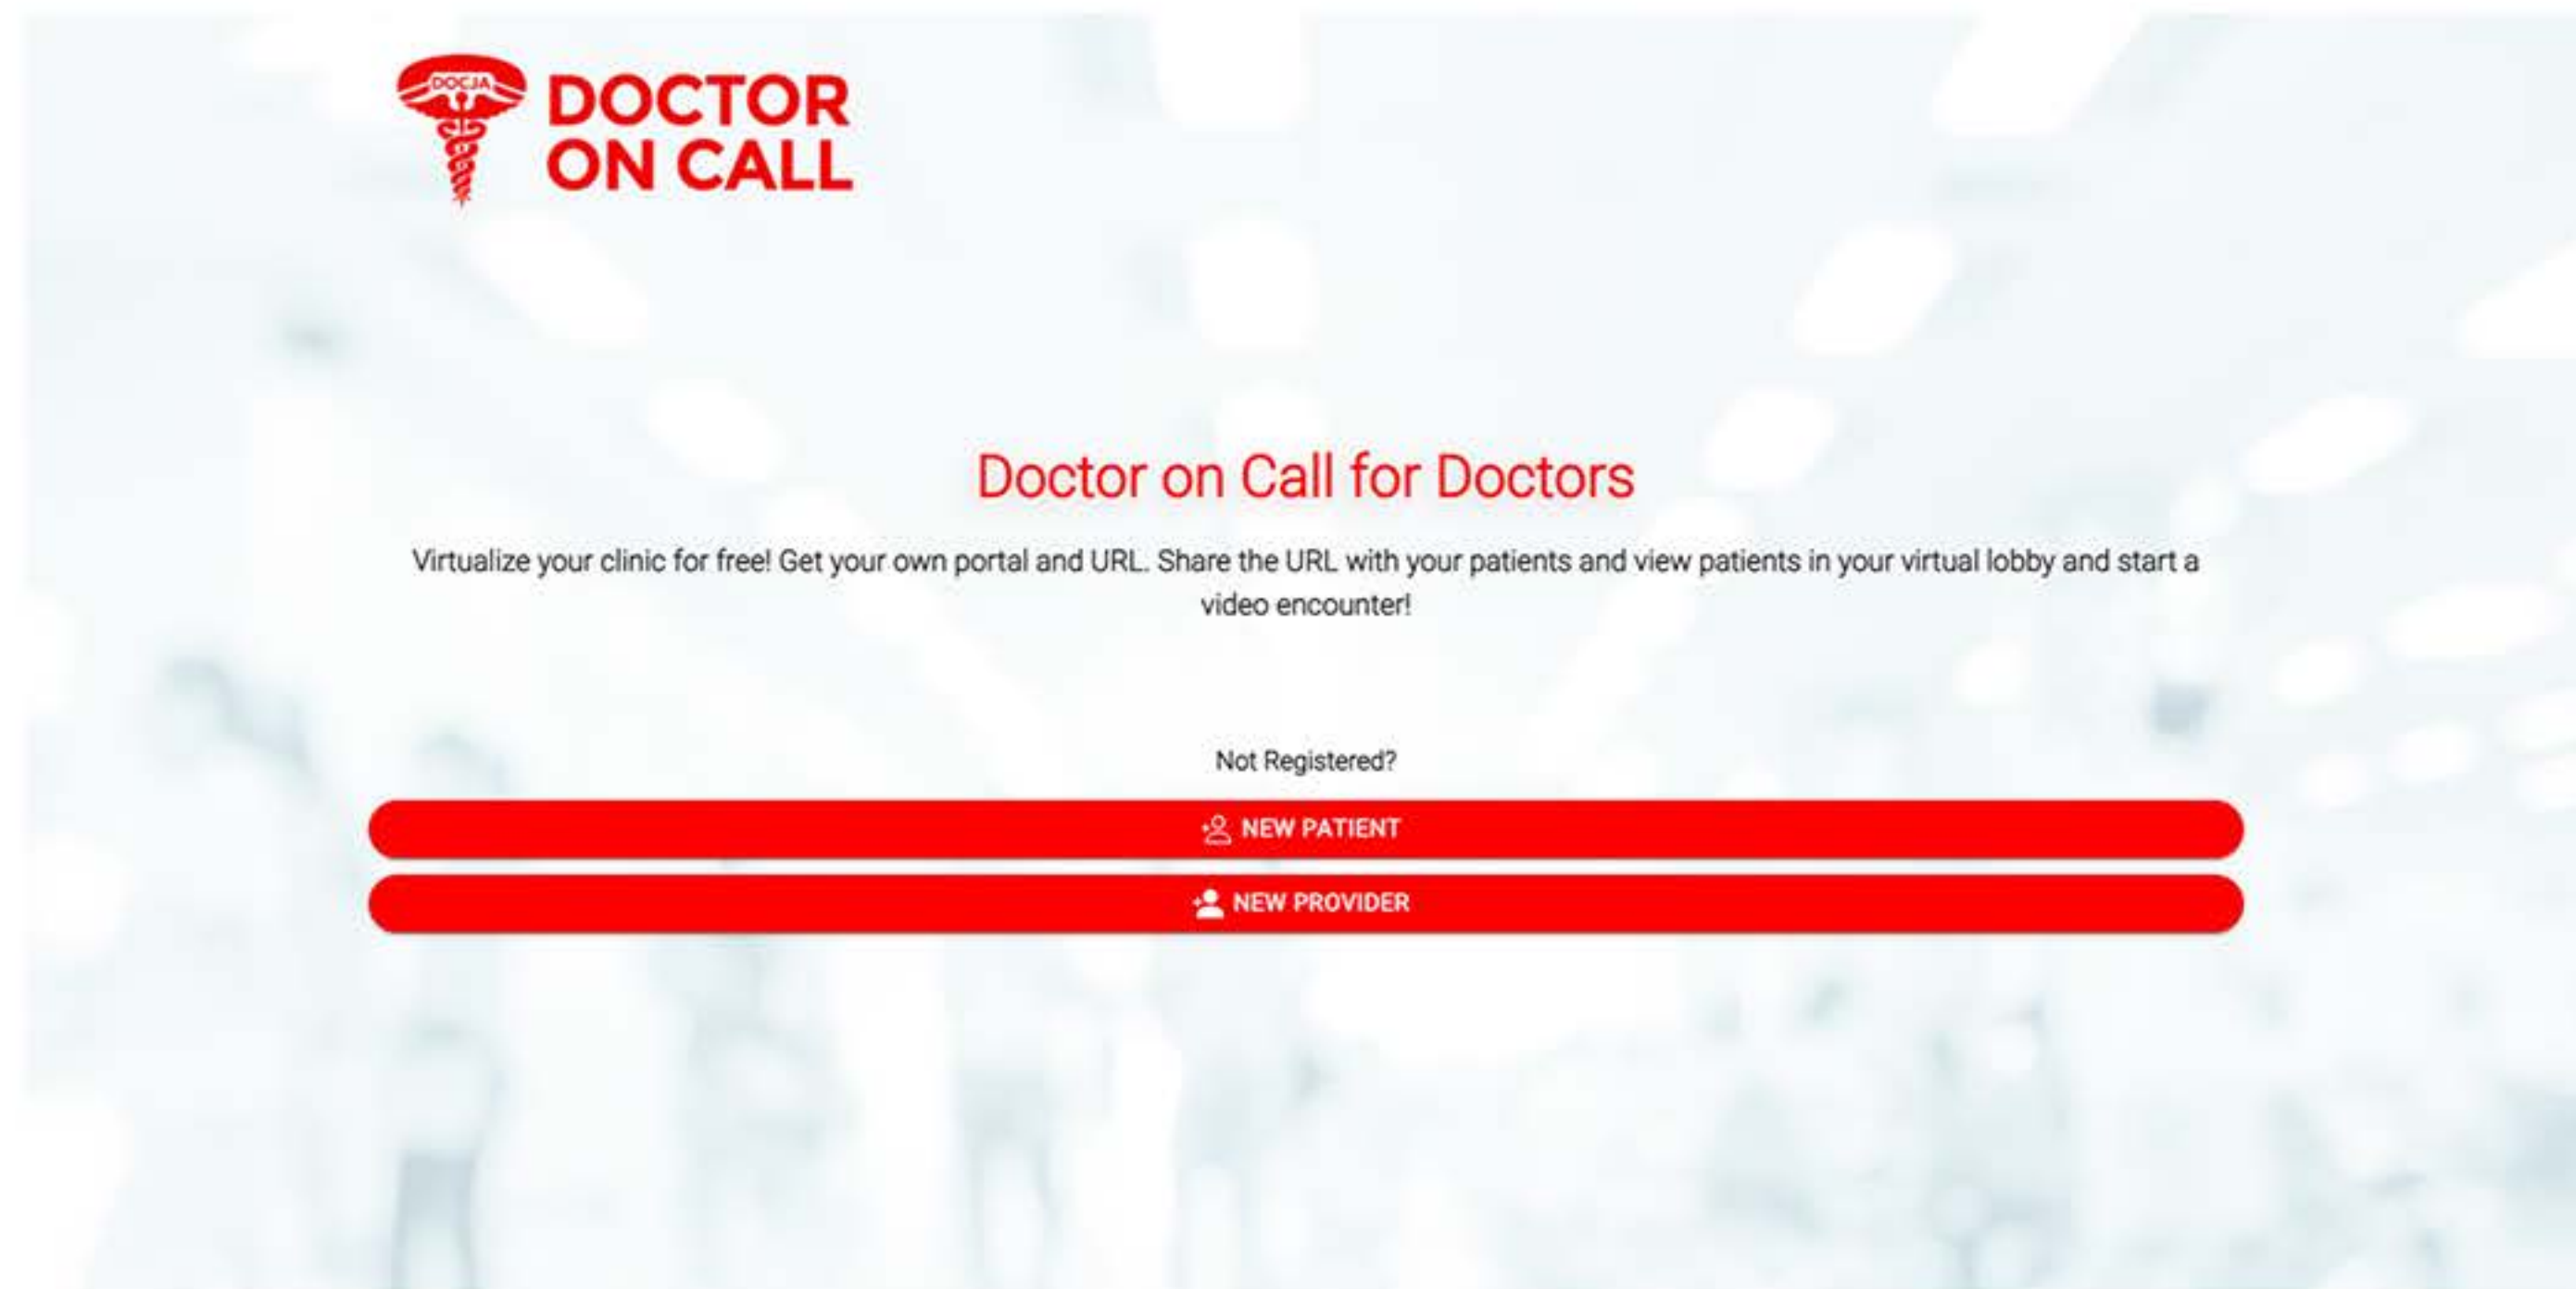 DOCJA
DOCTOR
ON CALL
Doctor on Call for Doctors
Virtualize your clinic for free! Get your own portal and URL. Share the URL with your patients and view patients in your virtual lobby and start a
video encounter!
Not Registered?
NEW PATIENT
NEW PROVIDER